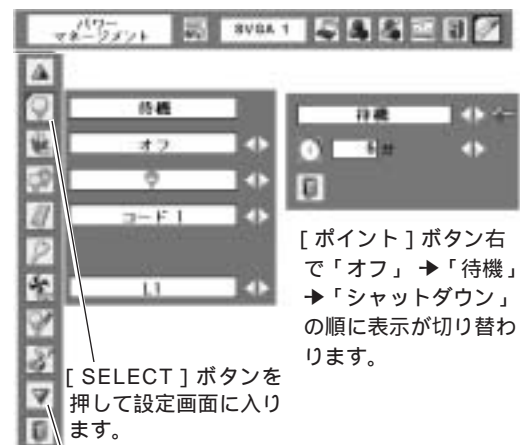 パワー
マネージメント
SVGA 1
待機
オフ
コード 1
L1
待機
5 分
[ ポイント ] ボタン右
で「オフ」 ➔「待機」
➔「シャットダウン」
の順に表示が切り替わ
ります。
[ SELECT ] ボタンを
押して設定画面に入り
ます。